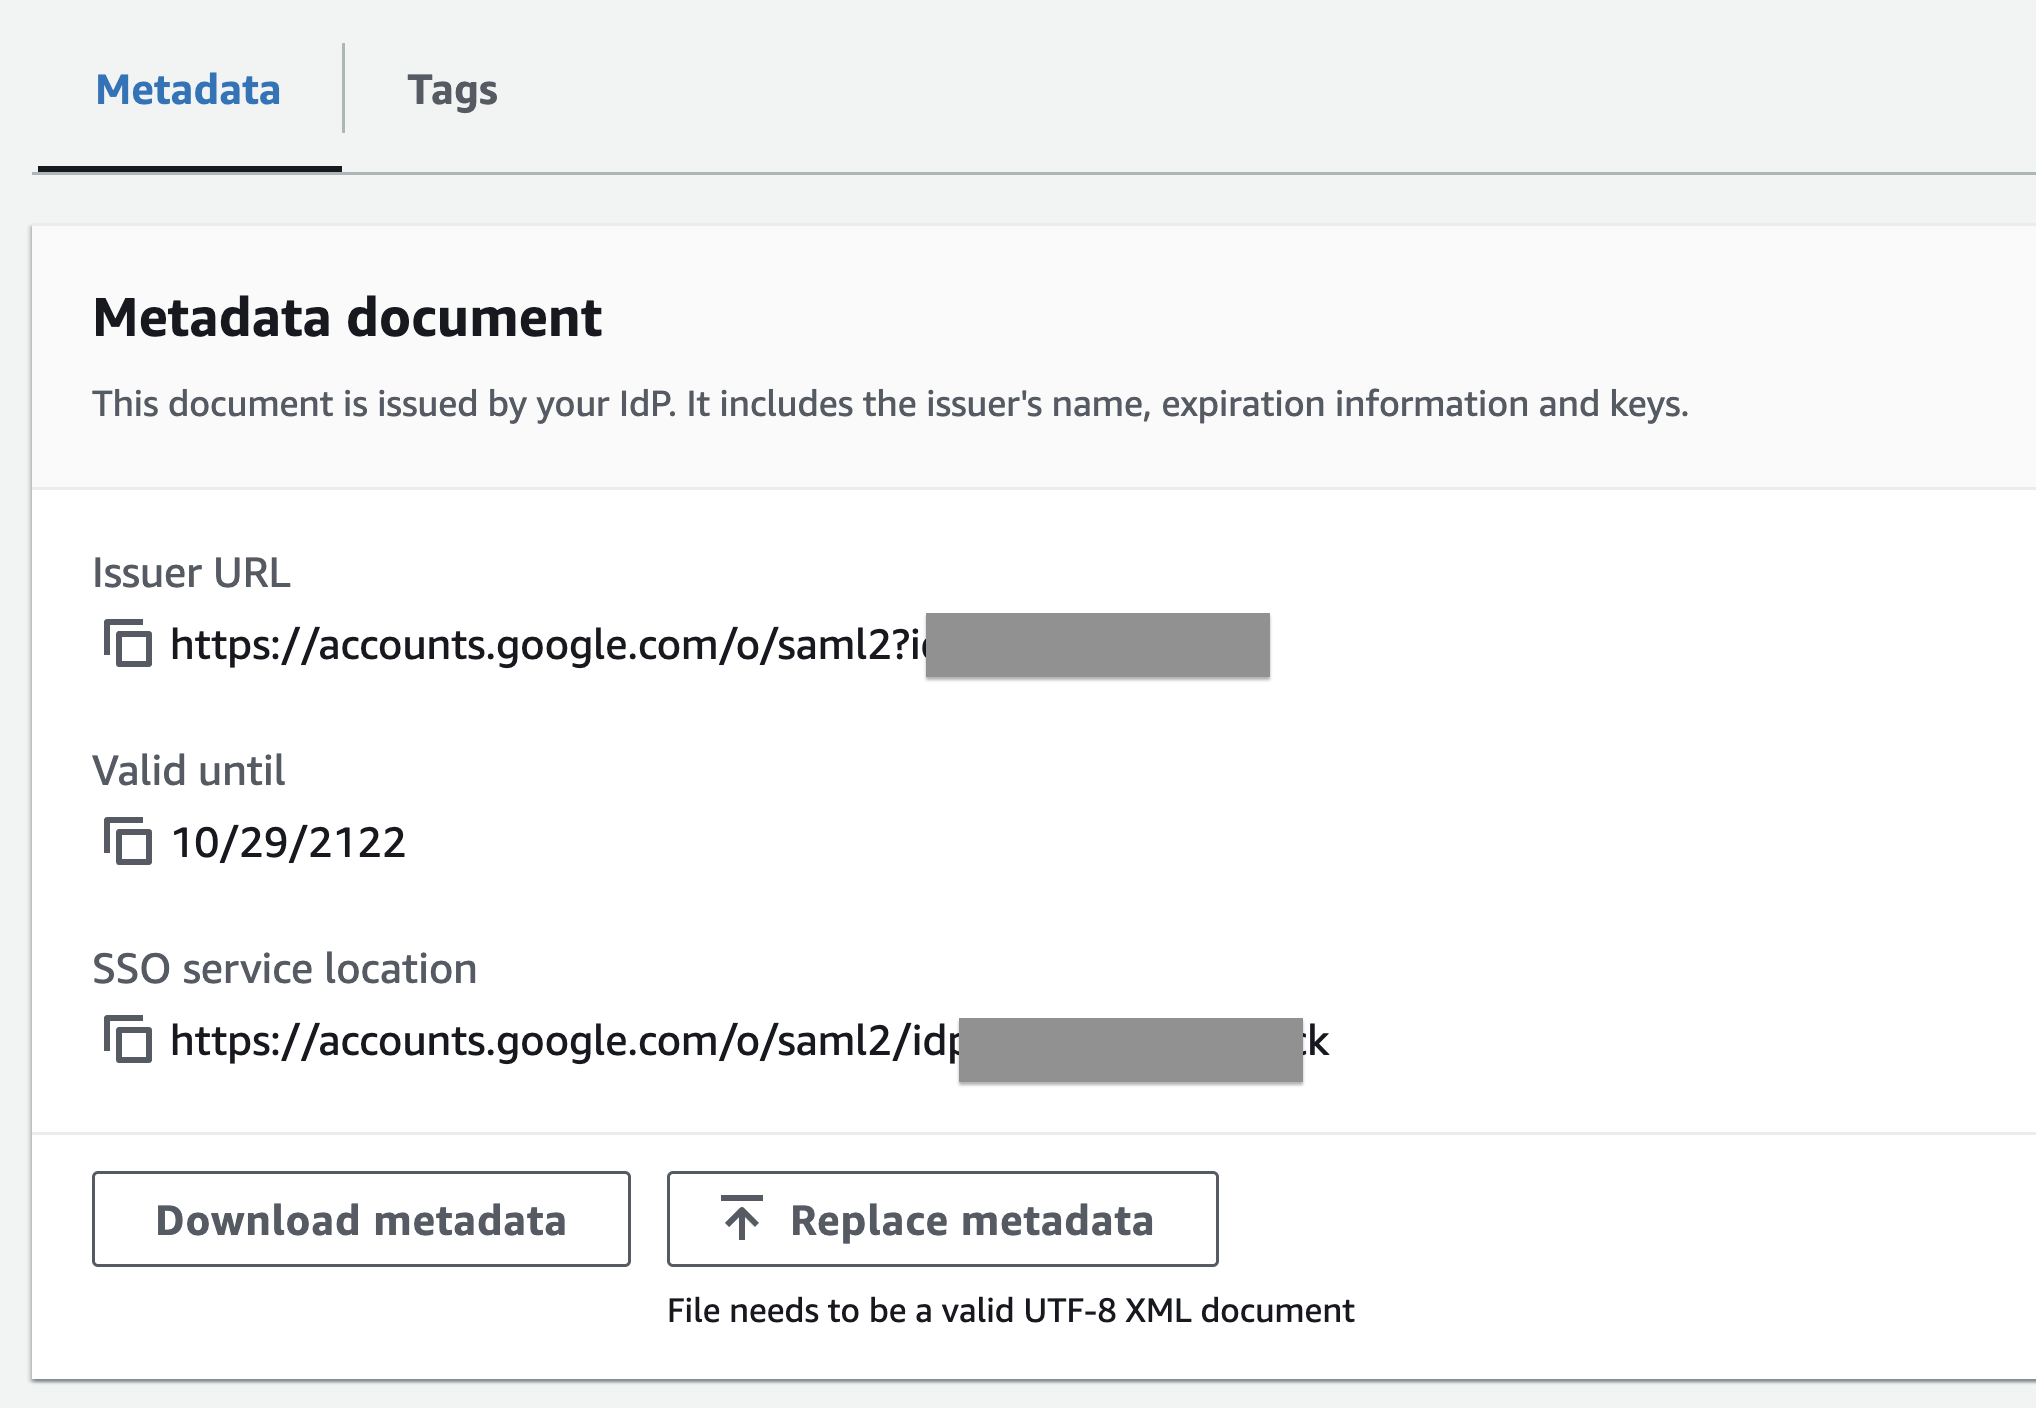 Metadata
Tags
Metadata document
This document is issued by your IdP. It includes the issuer's name, expiration information and keys.
Issuer URL
https://accounts.google.com/o/saml2?i
Valid until
10/29/2122
SSO service location
https://accounts.google.com/o/saml2/idp k
Download metadata
Replace metadata
File needs to be a valid UTF-8 XML document